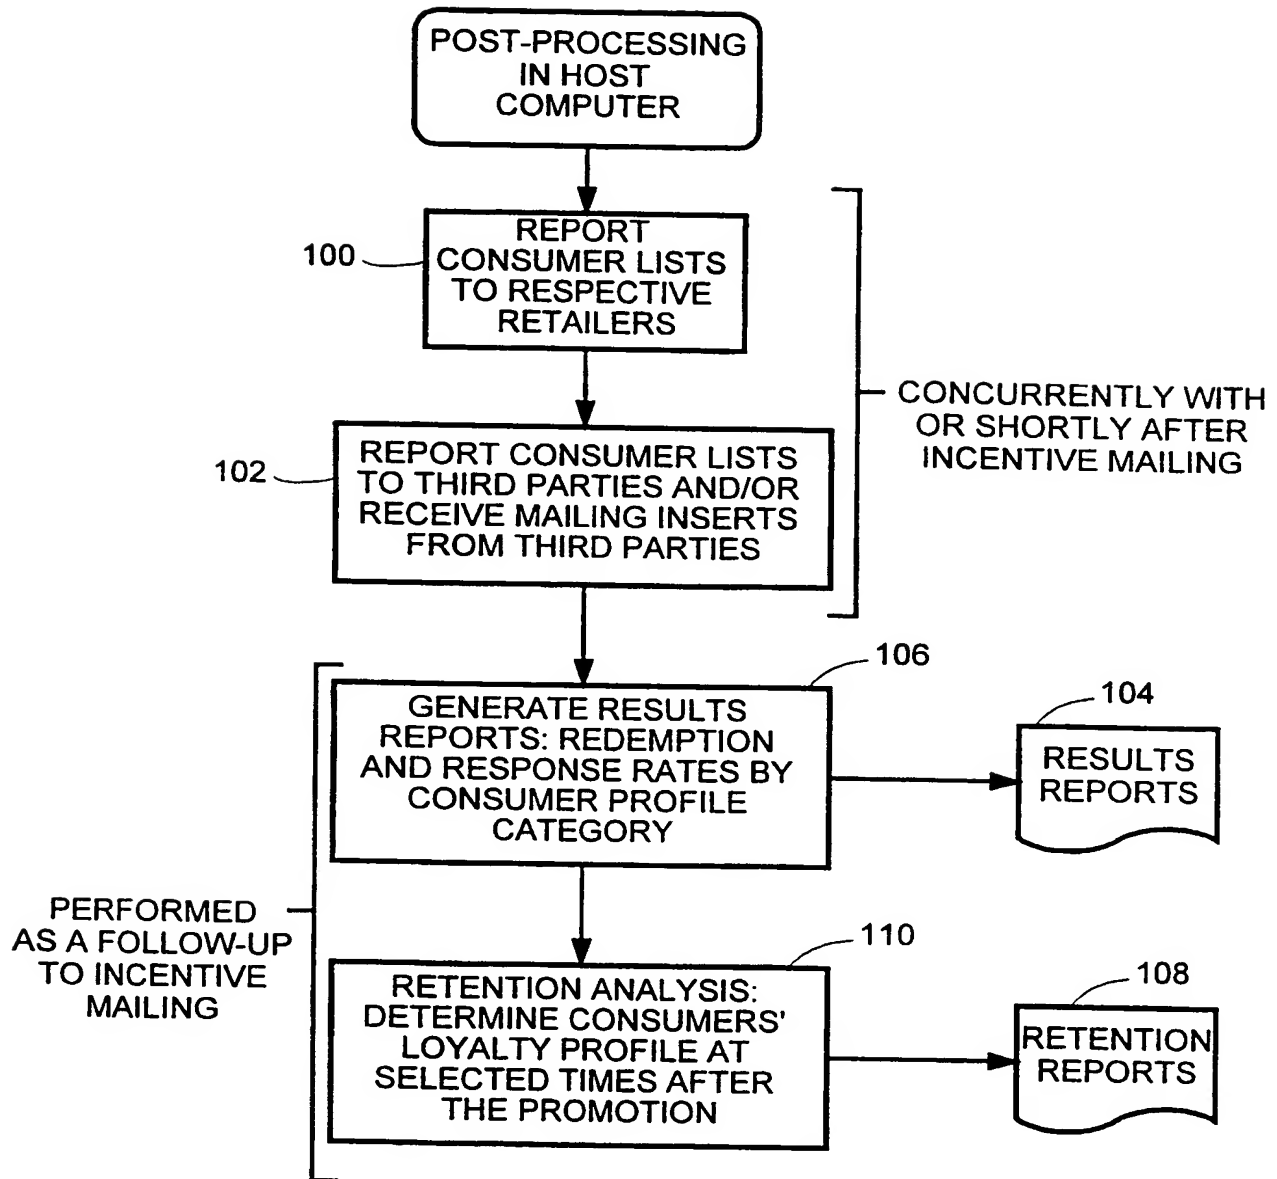 POST-PROCESSING
IN HOST
COMPUTER
100
REPORT
CONSUMER LISTS
TO RESPECTIVE
RETAILERS
CONCURRENTLY WITH
OR SHORTLY AFTER
INCENTIVE MAILING
102
REPORT CONSUMER LISTS
TO THIRD PARTIES AND/OR
RECEIVE MAILING INSERTS
FROM THIRD PARTIES
106
GENERATE RESULTS
REPORTS: REDEMPTION
AND RESPONSE RATES BY
CONSUMER PROFILE
CATEGORY
104
RESULTS
REPORTS
PERFORMED
AS A FOLLOW-UP
TO INCENTIVE
MAILING
110
RETENTION ANALYSIS:
DETERMINE CONSUMERS'
LOYALTY PROFILE AT
SELECTED TIMES AFTER
THE PROMOTION
108
RETENTION
REPORTS